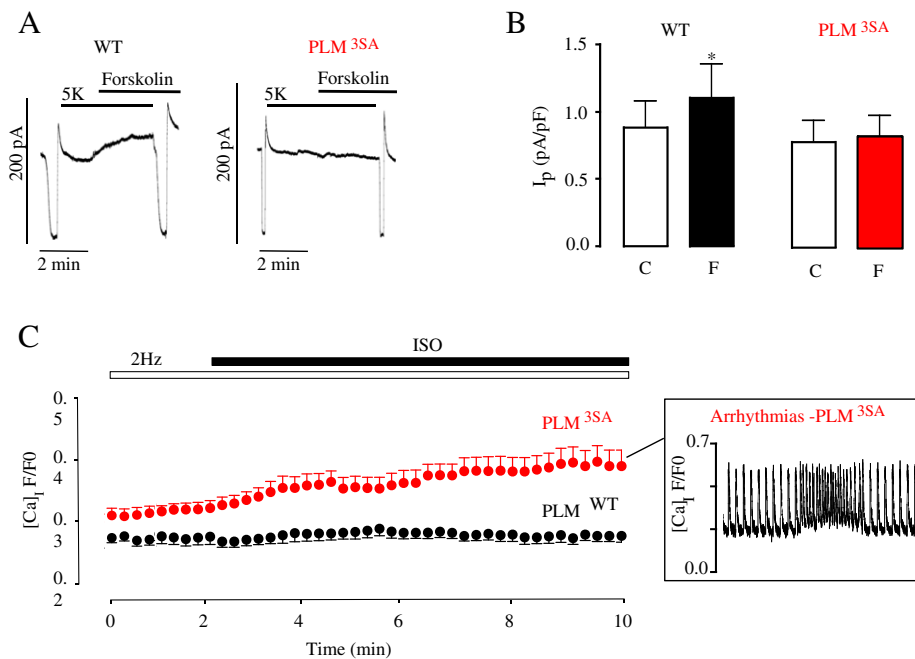 A
WT
PLM 3SA
Forskolin
Forskolin
5K
5K
200 pA
200 pA
2 min
2 min
B
WT
PLM 3SA
1.5
*
1.0
0.5
0.0
Ip (pA/pF)
C
F
C
F
C
2Hz
ISO
0.
5
0.
4
0.
3
0.
2
[Ca]I F/F0
PLM 3SA
PLM WT
0
2
4
6
8
10
Time (min)
Arrhythmias -PLM 3SA
0.7
0.0
[Ca]I F/F0